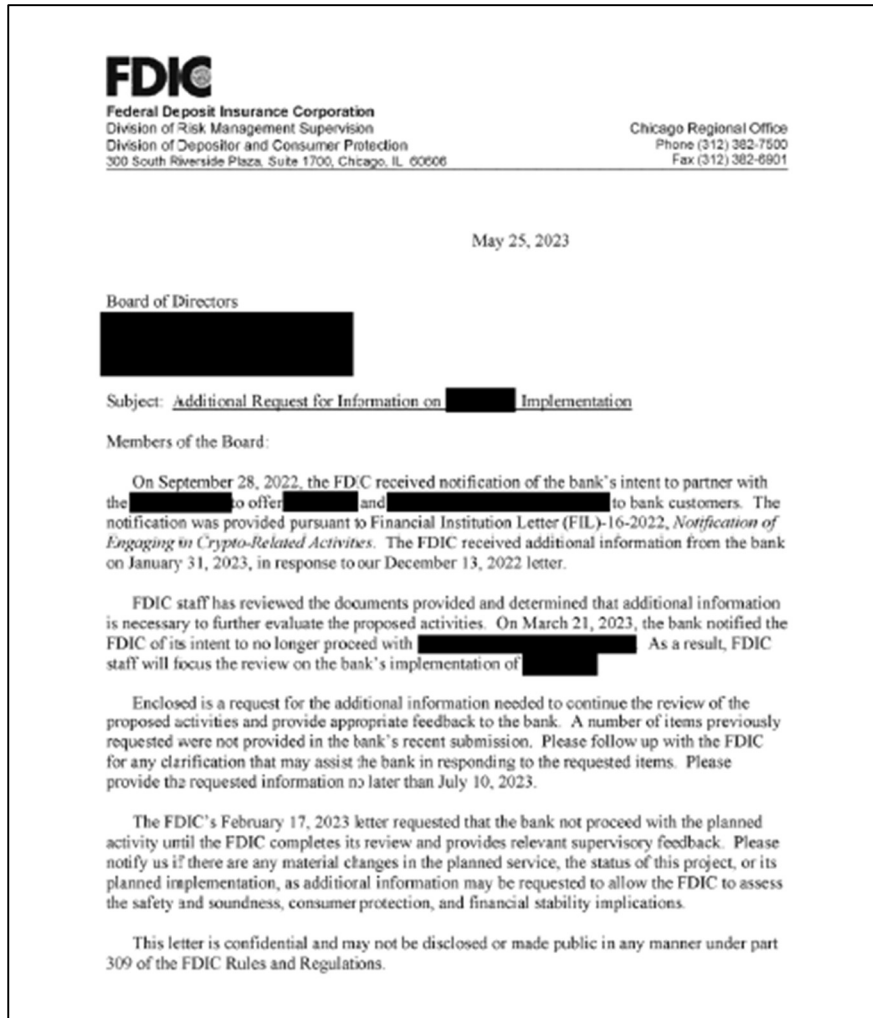 FDIC
Federal Deposit Insurance Corporation
Division of Risk Management Supervision
Division of Depositor and Consumer Protection
300 South Riverside Plaza, Suite 1700, Chicago, IL 60606
Chicago Regional Office
Phone (312) 382-7500
Fax (312) 382-6901
May 25, 2023
Board of Directors
Subject: Additional Request for Information on Implementation
Members of the Board:
On September 28, 2022, the FDIC received notification of the bank's intent to partner with
the to offer and to bank customers. The
notification was provided pursuant to Financial Institution Letter (FIL)-16-2022, Notification of
Engaging in Crypto-Related Activities. The FDIC received additional information from the bank
on January 31, 2023, in response to our December 13, 2022 letter.
FDIC staff has reviewed the documents provided and determined that additional information
is necessary to further evaluate the proposed activities. On March 21, 2023, the bank notified the
FDIC of its intent to no longer proceed with As a result, FDIC
staff will focus the review on the bank's implementation of
Enclosed is a request for the additional information needed to continue the review of the
proposed activities and provide appropriate feedback to the bank. A number of items previously
requested were not provided in the bank's recent submission. Please follow up with the FDIC
for any clarification that may assist the bank in responding to the requested items. Please
provide the requested information no later than July 10, 2023.
The FDIC's February 17, 2023 letter requested that the bank not proceed with the planned
activity until the FDIC completes its review and provides relevant supervisory feedback. Please
notify us if there are any material changes in the planned service, the status of this project, or its
planned implementation, as additional information may be requested to allow the FDIC to assess
the safety and soundness, consumer protection, and financial stability implications.
This letter is confidential and may not be disclosed or made public in any manner under part
309 of the FDIC Rules and Regulations.